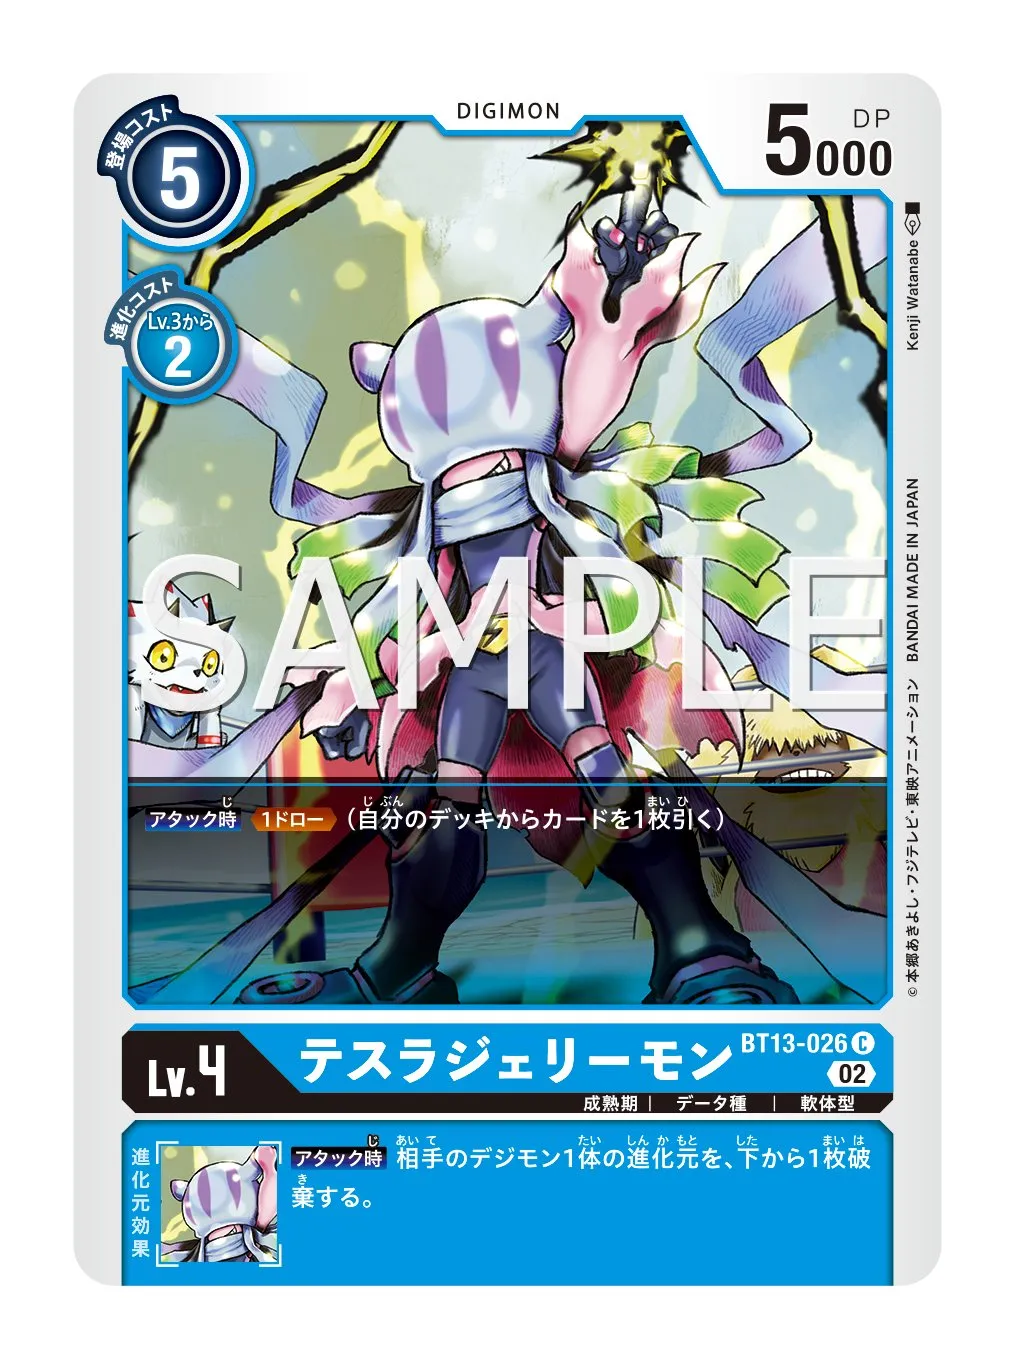 DIGIMON
登場コスト
5
5000
DP
進化コスト
Lv.3から
2
Kenji Watanabe
SAMPLE
アタック時 1ドロー (自分のデッキからカードを1枚引く)
©本郷あきよし・フジテレビ・東映アニメーション BANDAI MADE IN JAPAN
Lv.4
テスラジェリーモン
BT13-026 C
02
成熟期 | データ種 | 軟体型
進化元効果
アタック時 相手のデジモン1体の進化元を、下から1枚破
棄する。